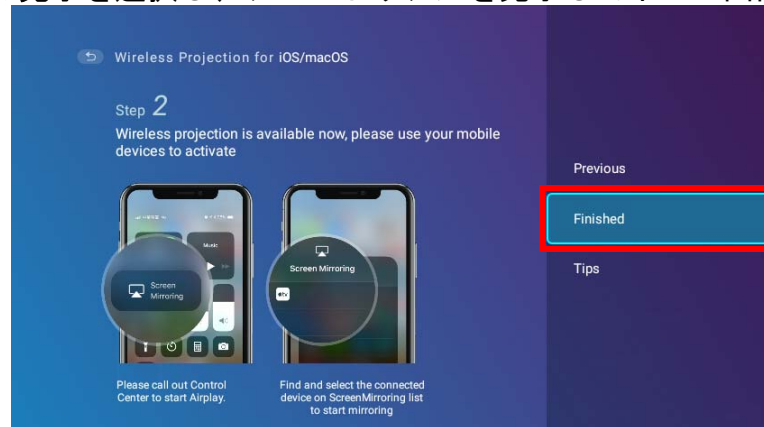 Wireless Projection for iOS/macOS
Step 2
Wireless projection is available now, please use your mobile
devices to activate
Previous
Finished
Tips
Music
Screen
Mirroring
Screen Mirroring
tv
Please call out Control
Center to start Airplay.
Find and select the connected
device on ScreenMirroring list
to start mirroring